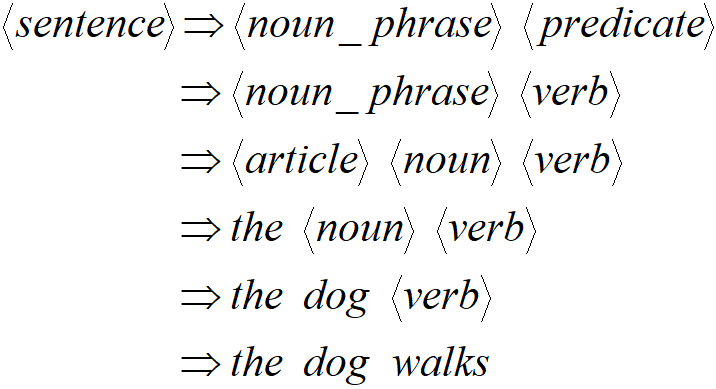 ⟨sentence⟩ ⇒ ⟨noun_phrase⟩ ⟨predicate⟩
⇒ ⟨noun_phrase⟩ ⟨verb⟩
⇒ ⟨article⟩ ⟨noun⟩ ⟨verb⟩
⇒ the ⟨noun⟩ ⟨verb⟩
⇒ the dog ⟨verb⟩
⇒ the dog walks